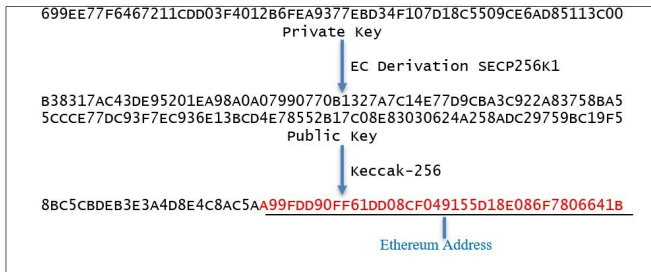 699EE77F6467211CDD03F4012B6FEA9377EBD34F107D18C5509CE6AD85113C00
Private Key
EC Derivation SECP256K1
B38317AC43DE95201EA98A0A07990770B1327A7C14E77D9CBA3C922A83758BA5
5CCCE77DC93F7EC936E13BCD4E78552B17C08E83030624A258ADC29759BC19F5
Public Key
Keccak-256
8BC5CBDEB3E3A4D8E4C8AC5AA99FDD90FF61DD08CF049155D18E086F7806641B
Ethereum Address